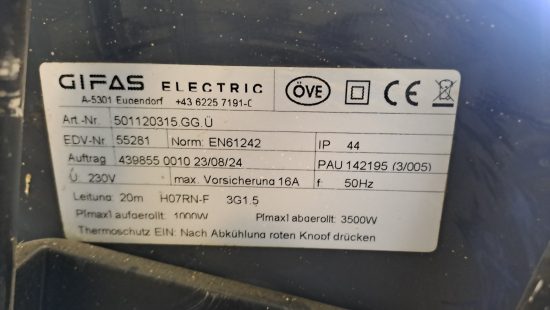 GIFAS ELECTRIC ÖVE CE
A-5301 Eugendorf +43 6225 7191-0
Art.-Nr. 501120315.GG.Ü
EDV-Nr. 55281 Norm: EN61242 IP 44
Auftrag 439855 0010 23/08/24 PAU 142195 (3/005)
U 230V max. Vorsicherung 16A f 50Hz
Leitung: 20m H07RN-F 3G1.5
P[max] aufgerollt: 1000W P[max] abgerollt: 3500W
Thermoschutz EIN: Nach Abkühlung roten Knopf drücken